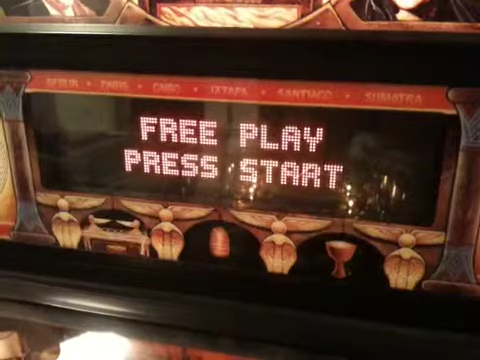 BERLIN • PARIS • CAIRO • IXTAPA • SANTIAGO • SUMATRA
FREE PLAY
PRESS START